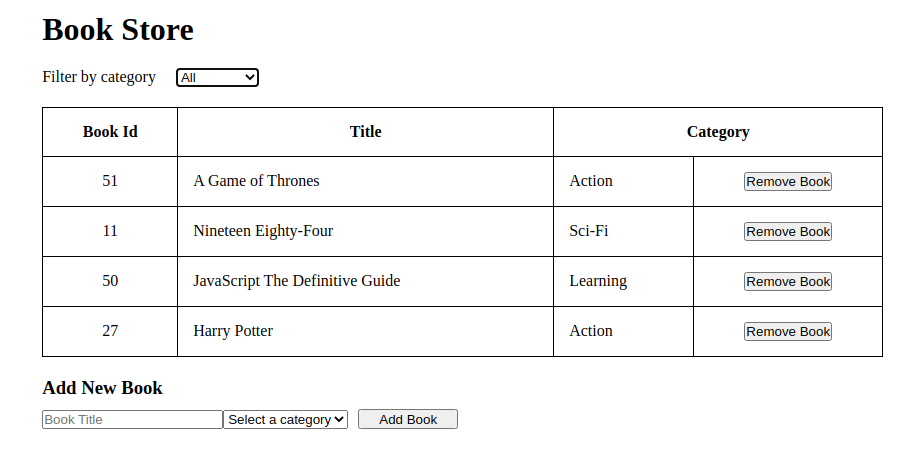 Book Store
Filter by category All
Book Id Title Category
51 A Game of Thrones Action Remove Book
11 Nineteen Eighty-Four Sci-Fi Remove Book
50 JavaScript The Definitive Guide Learning Remove Book
27 Harry Potter Action Remove Book
Add New Book
Book Title Select a category Add Book